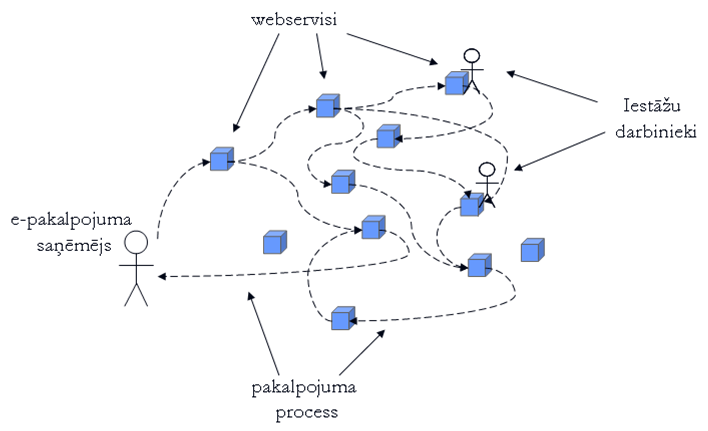 webservisi
Iestāžu
darbinieki
e-pakalpojuma
saņēmējs
pakalpojuma
process